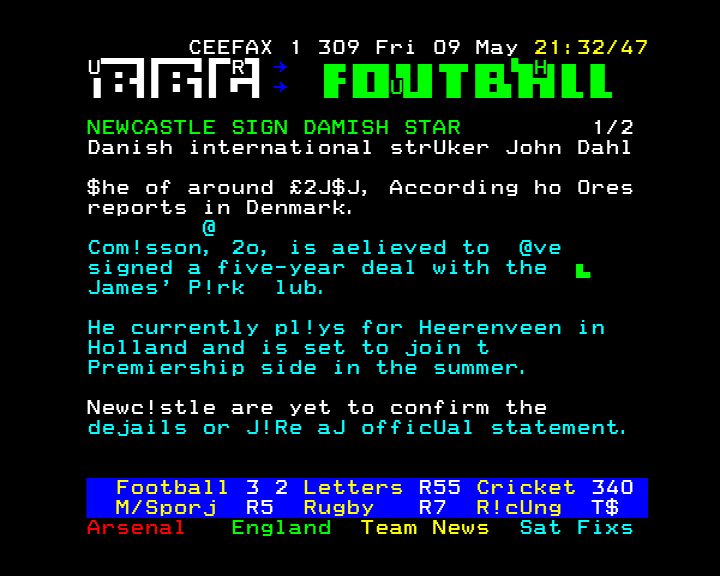 CEEFAX 1 309 Fri 09 May 21:32/47
BBC FOOTBALL
NEWCASTLE SIGN DAMISH STAR 1/2
Danish international strUker John Dahl
$he of around £2J$J, According ho Ores
reports in Denmark.
@
Com!sson, 2o, is aelieved to @ve
signed a five-year deal with the
James' P!rk lub.
He currently pl!ys for Heerenveen in
Holland and is set to join t
Premiership side in the summer.
Newc!stle are yet to confirm the
dejails or J!Re aJ officUal statement.
Football 3 2 Letters R55 Cricket 340
M/Sporj R5 Rugby R7 R!cUng T$
Arsenal England Team News Sat Fixs